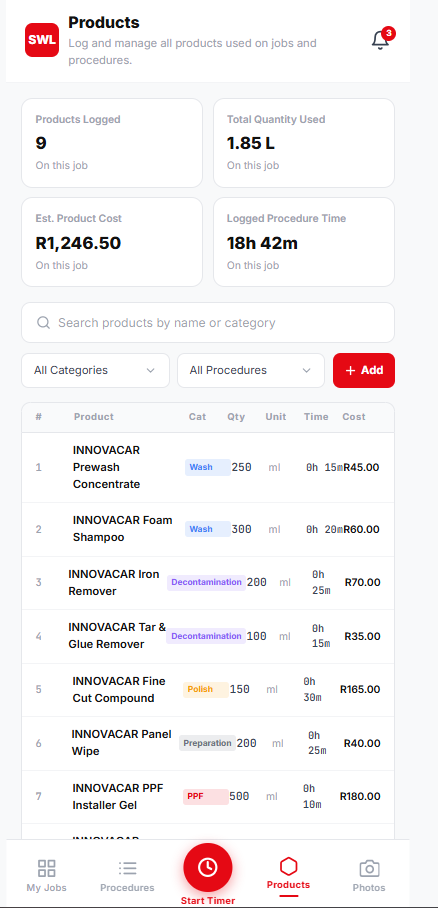 SWL
Products
Log and manage all products used on jobs and
procedures.
3
Products Logged
9
On this job
Total Quantity Used
1.85 L
On this job
Est. Product Cost
R1,246.50
On this job
Logged Procedure Time
18h 42m
On this job
Search products by name or category
All Categories
All Procedures
+ Add
# Product Cat Qty Unit Time Cost
1 INNOVACAR
Prewash
Concentrate
Wash 250 ml 0h 15m R45.00
2 INNOVACAR Foam
Shampoo
Wash 300 ml 0h 20m R60.00
3 INNOVACAR Iron
Remover
Decontamination 200 ml 0h
25m
R70.00
4 INNOVACAR Tar &
Glue Remover
Decontamination 100 ml 0h
15m
R35.00
5 INNOVACAR Fine
Cut Compound
Polish 150 ml 0h
30m
R165.00
6 INNOVACAR Panel
Wipe
Preparation 200 ml 0h
25m
R40.00
7 INNOVACAR PPF
Installer Gel
PPF 500 ml 0h
10m
R180.00
My Jobs
Procedures
Start Timer
Products
Photos